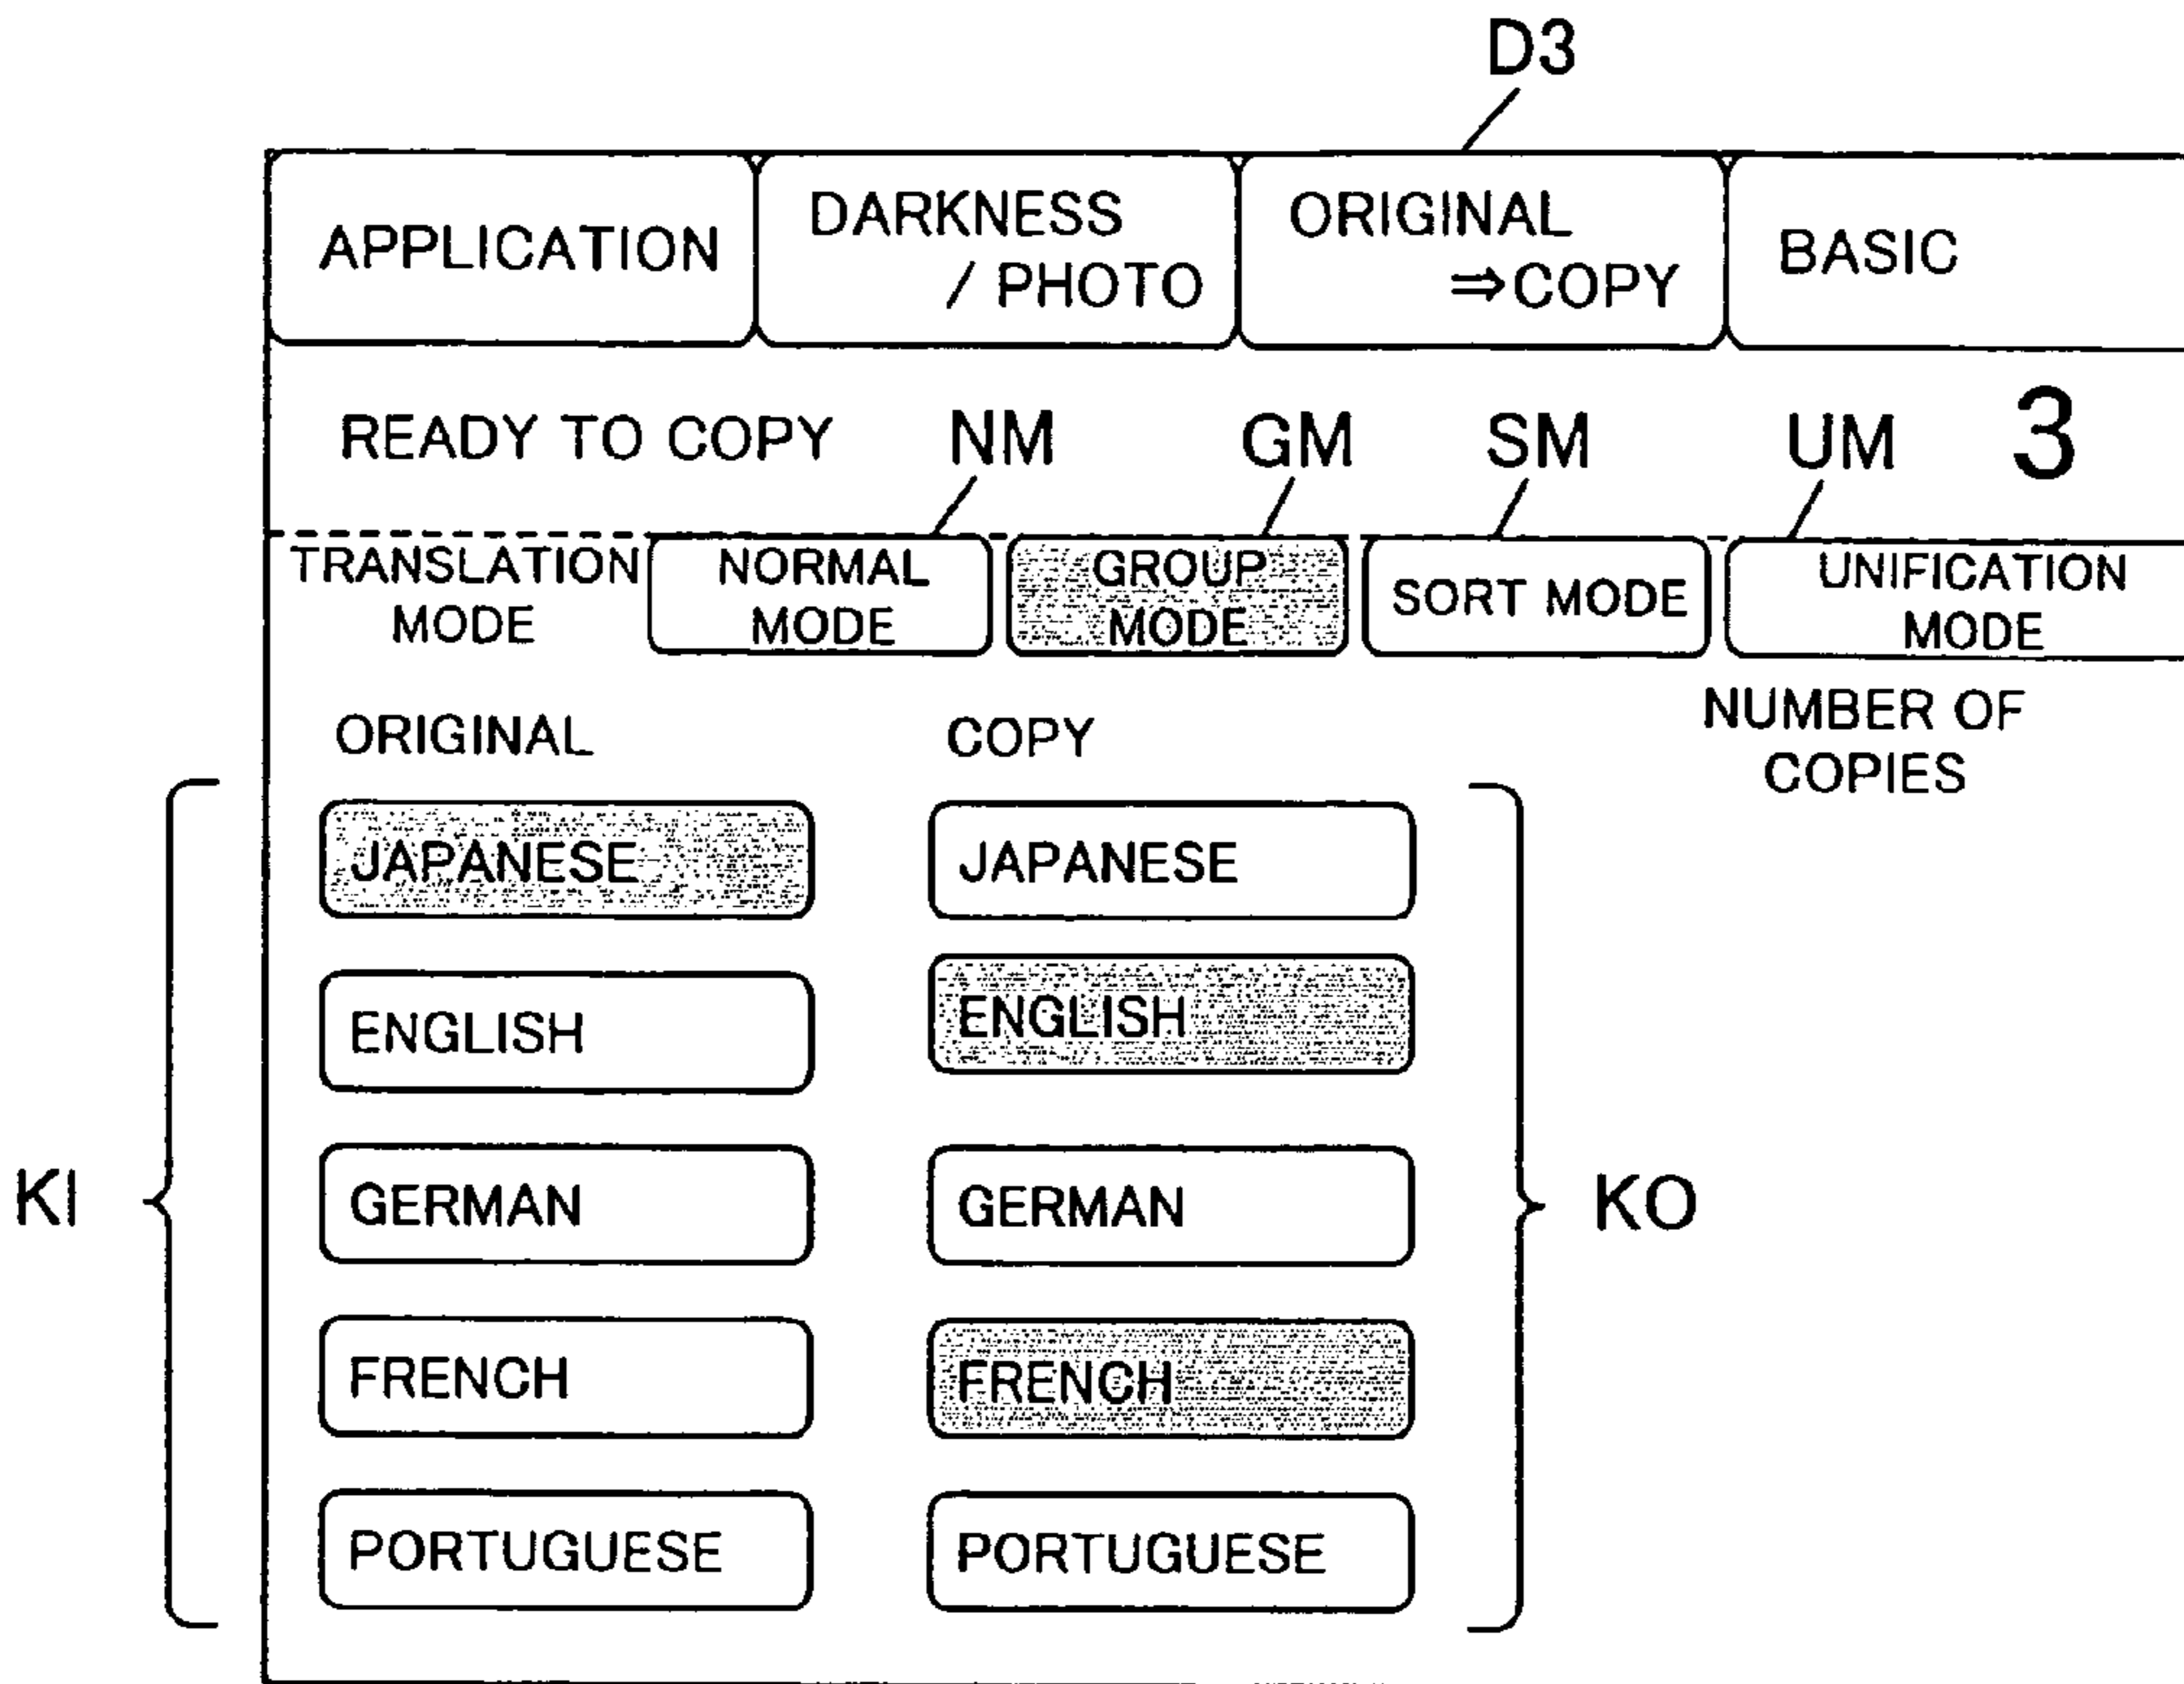 D3
APPLICATION
DARKNESS
/ PHOTO
ORIGINAL
⇒COPY
BASIC
READY TO COPY
NM
GM
SM
UM
3
TRANSLATION
MODE
NORMAL
MODE
GROUP
MODE
SORT MODE
UNIFICATION
MODE
ORIGINAL
COPY
NUMBER OF
COPIES
JAPANESE
JAPANESE
ENGLISH
ENGLISH
KI
GERMAN
GERMAN
KO
FRENCH
FRENCH
PORTUGUESE
PORTUGUESE